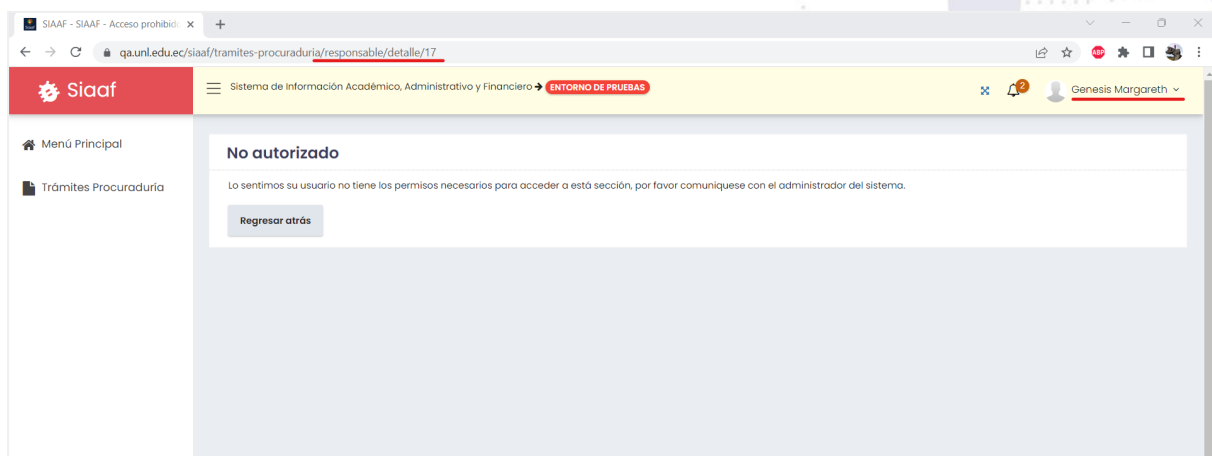 SIAAF - SIAAF - Acceso prohibido
qa.unl.edu.ec/siaaf/tramites-procuraduria/responsable/detalle/17
ABP
Siaaf
Sistema de Información Académico, Administrativo y Financiero → ENTORNO DE PRUEBAS
2
Genesis Margareth
Menú Principal
No autorizado
Trámites Procuraduría
Lo sentimos su usuario no tiene los permisos necesarios para acceder a está sección, por favor comuniquese con el administrador del sistema.
Regresar atrás